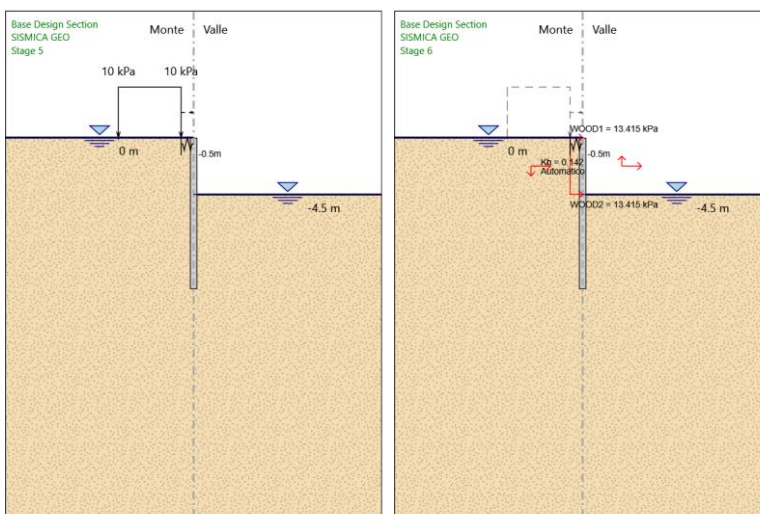 Base Design Section
SISMICA GEO
Stage 5
Monte
Valle
10 kPa
10 kPa
0 m
-0.5m
-4.5 m
Base Design Section
SISMICA GEO
Stage 6
Monte
Valle
WOOD1 = 13.415 kPa
0 m
-0.5m
Kg = 0.142
Automatico
WOOD2 = 13.415 kPa
-4.5 m